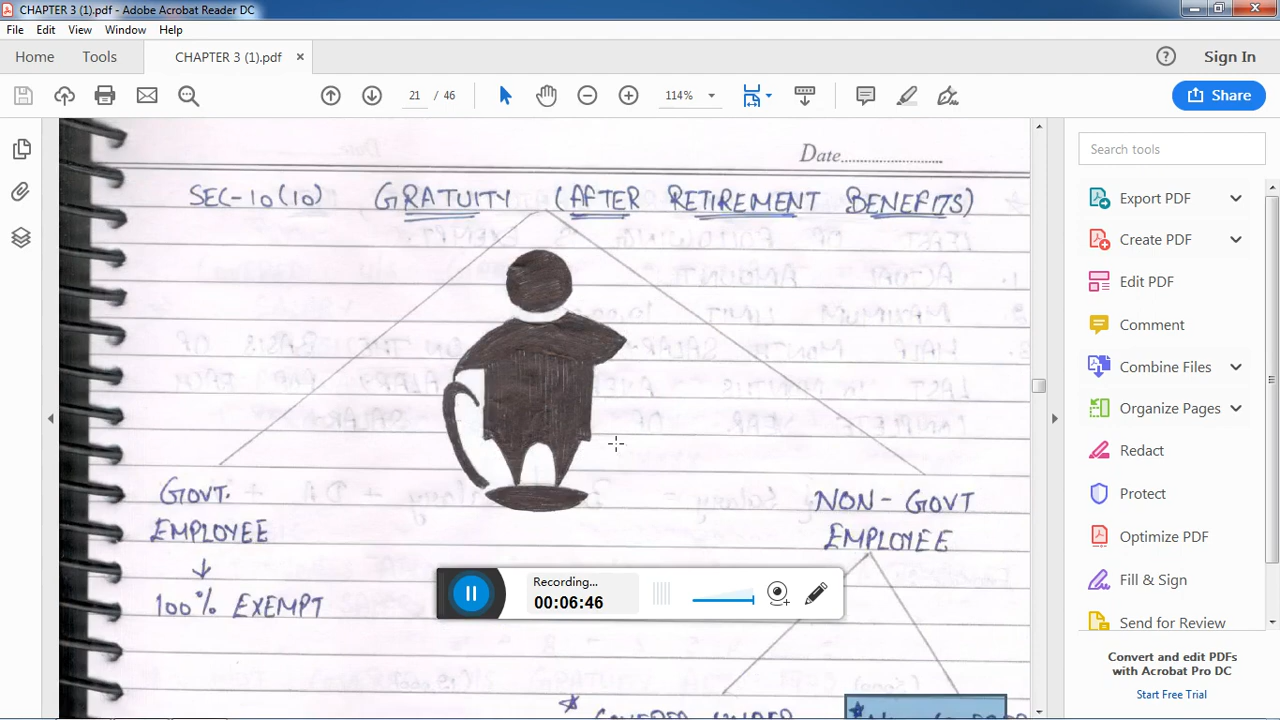 CHAPTER 3 (1).pdf - Adobe Acrobat Reader DC
File Edit View Window Help
Home Tools CHAPTER 3 (1).pdf × Sign In
21 / 46 114% Share
Date
SEC-10(10) GRATUITY (AFTER RETIREMENT BENEFITS)
GOVT.
EMPLOYEE
↓
100% EXEMPT
NON - GOVT
EMPLOYEE
Recording...
00:06:46
* COVERED UNDER
*
Search tools
Export PDF
Create PDF
Edit PDF
Comment
Combine Files
Organize Pages
Redact
Protect
Optimize PDF
Fill & Sign
Send for Review
Convert and edit PDFs
with Acrobat Pro DC
Start Free Trial